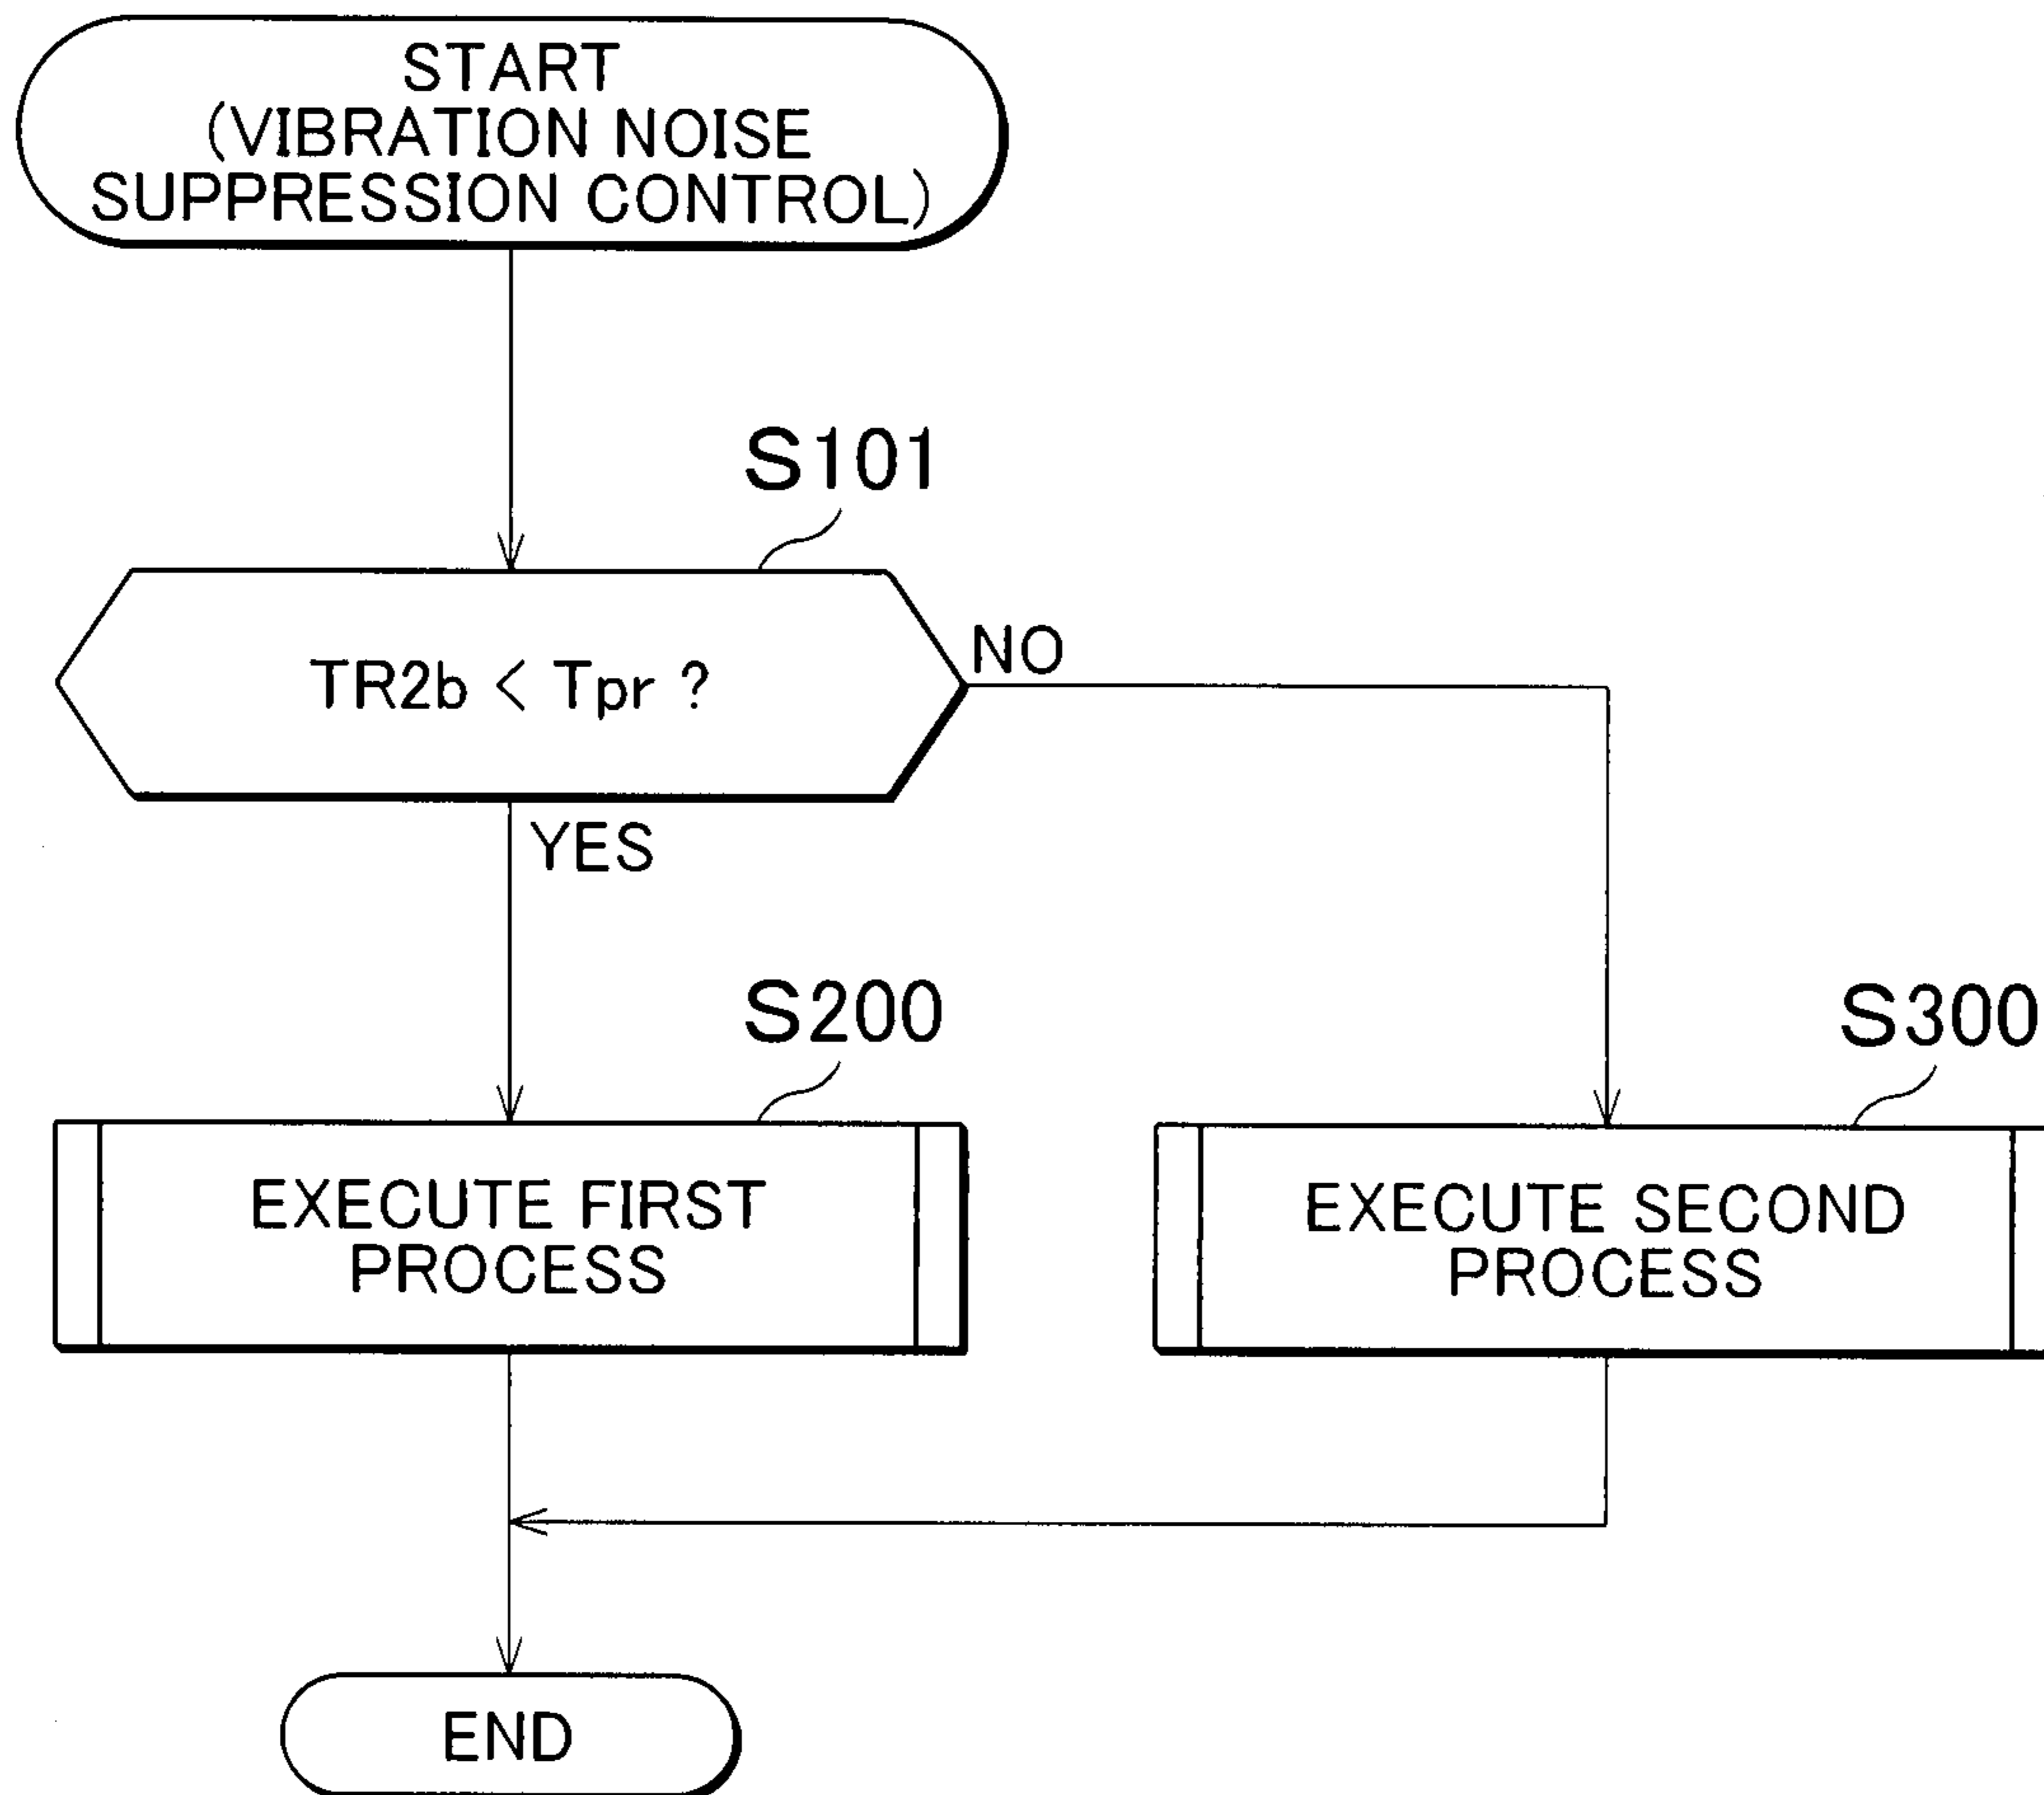 START
(VIBRATION NOISE
SUPPRESSION CONTROL)
S101
TR2b < Tpr ?
NO
YES
S200
S300
EXECUTE FIRST
PROCESS
EXECUTE SECOND
PROCESS
END